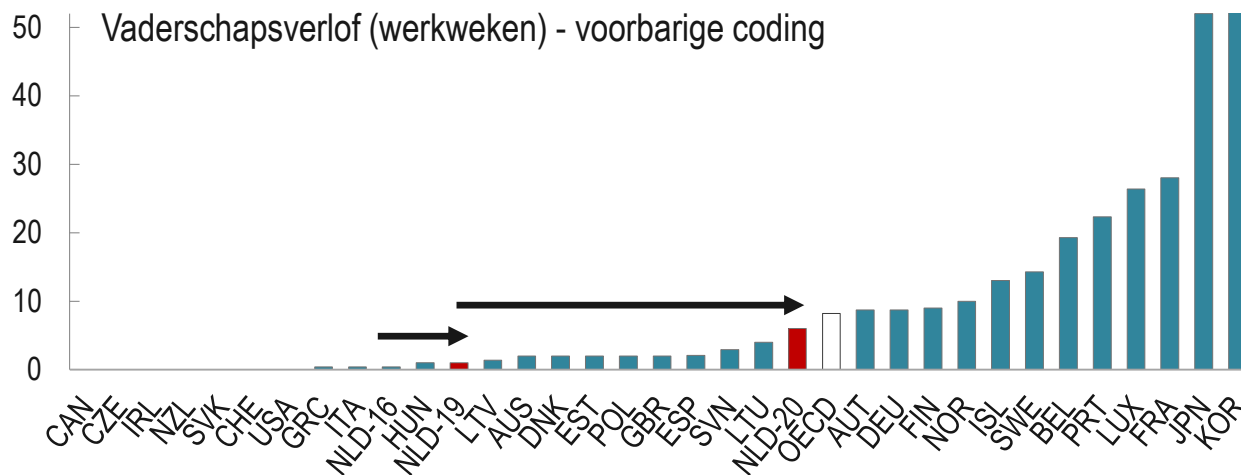 Vaderschapsverlof (werkweken) - voorbarige coding
50
40
30
20
10
0
CAN
CZE
IRL
NZL
SVK
CHE
USA
GRC
ITA
NLD-16
HUN
NLD-19
LTV
AUS
DNK
EST
POL
GBR
ESP
SVN
LTU
NLD-20
OECD
AUT
DEU
FIN
NOR
ISL
SWE
BEL
PRT
LUX
FRA
JPN
KOR